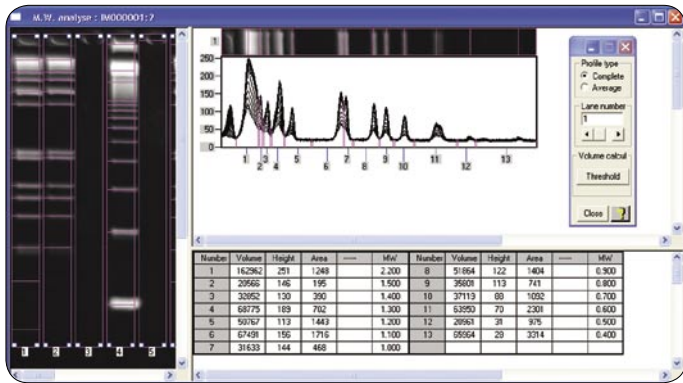 M.W. analyse : IM000001:7
1
250
200
150
100
50
0
1 2 3 4 5 6 7 8 9 10 11 12 13
Profile type
Complete
Average
Lane number
1
Volume calcul
Threshold
Close ?
1 2 3 4 5
Number Volume Height Area ---- MW Number Volume Height Area ---- MW
1 162962 251 1248 2.200 8 51864 122 1404 0.900
2 20566 146 195 1.500 9 35801 113 741 0.800
3 32852 130 390 1.400 10 37113 88 1092 0.700
4 68775 189 702 1.300 11 63950 70 2301 0.600
5 50767 113 1443 1.200 12 20961 31 975 0.500
6 67491 156 1716 1.100 13 65964 29 3314 0.400
7 31633 144 468 1.000